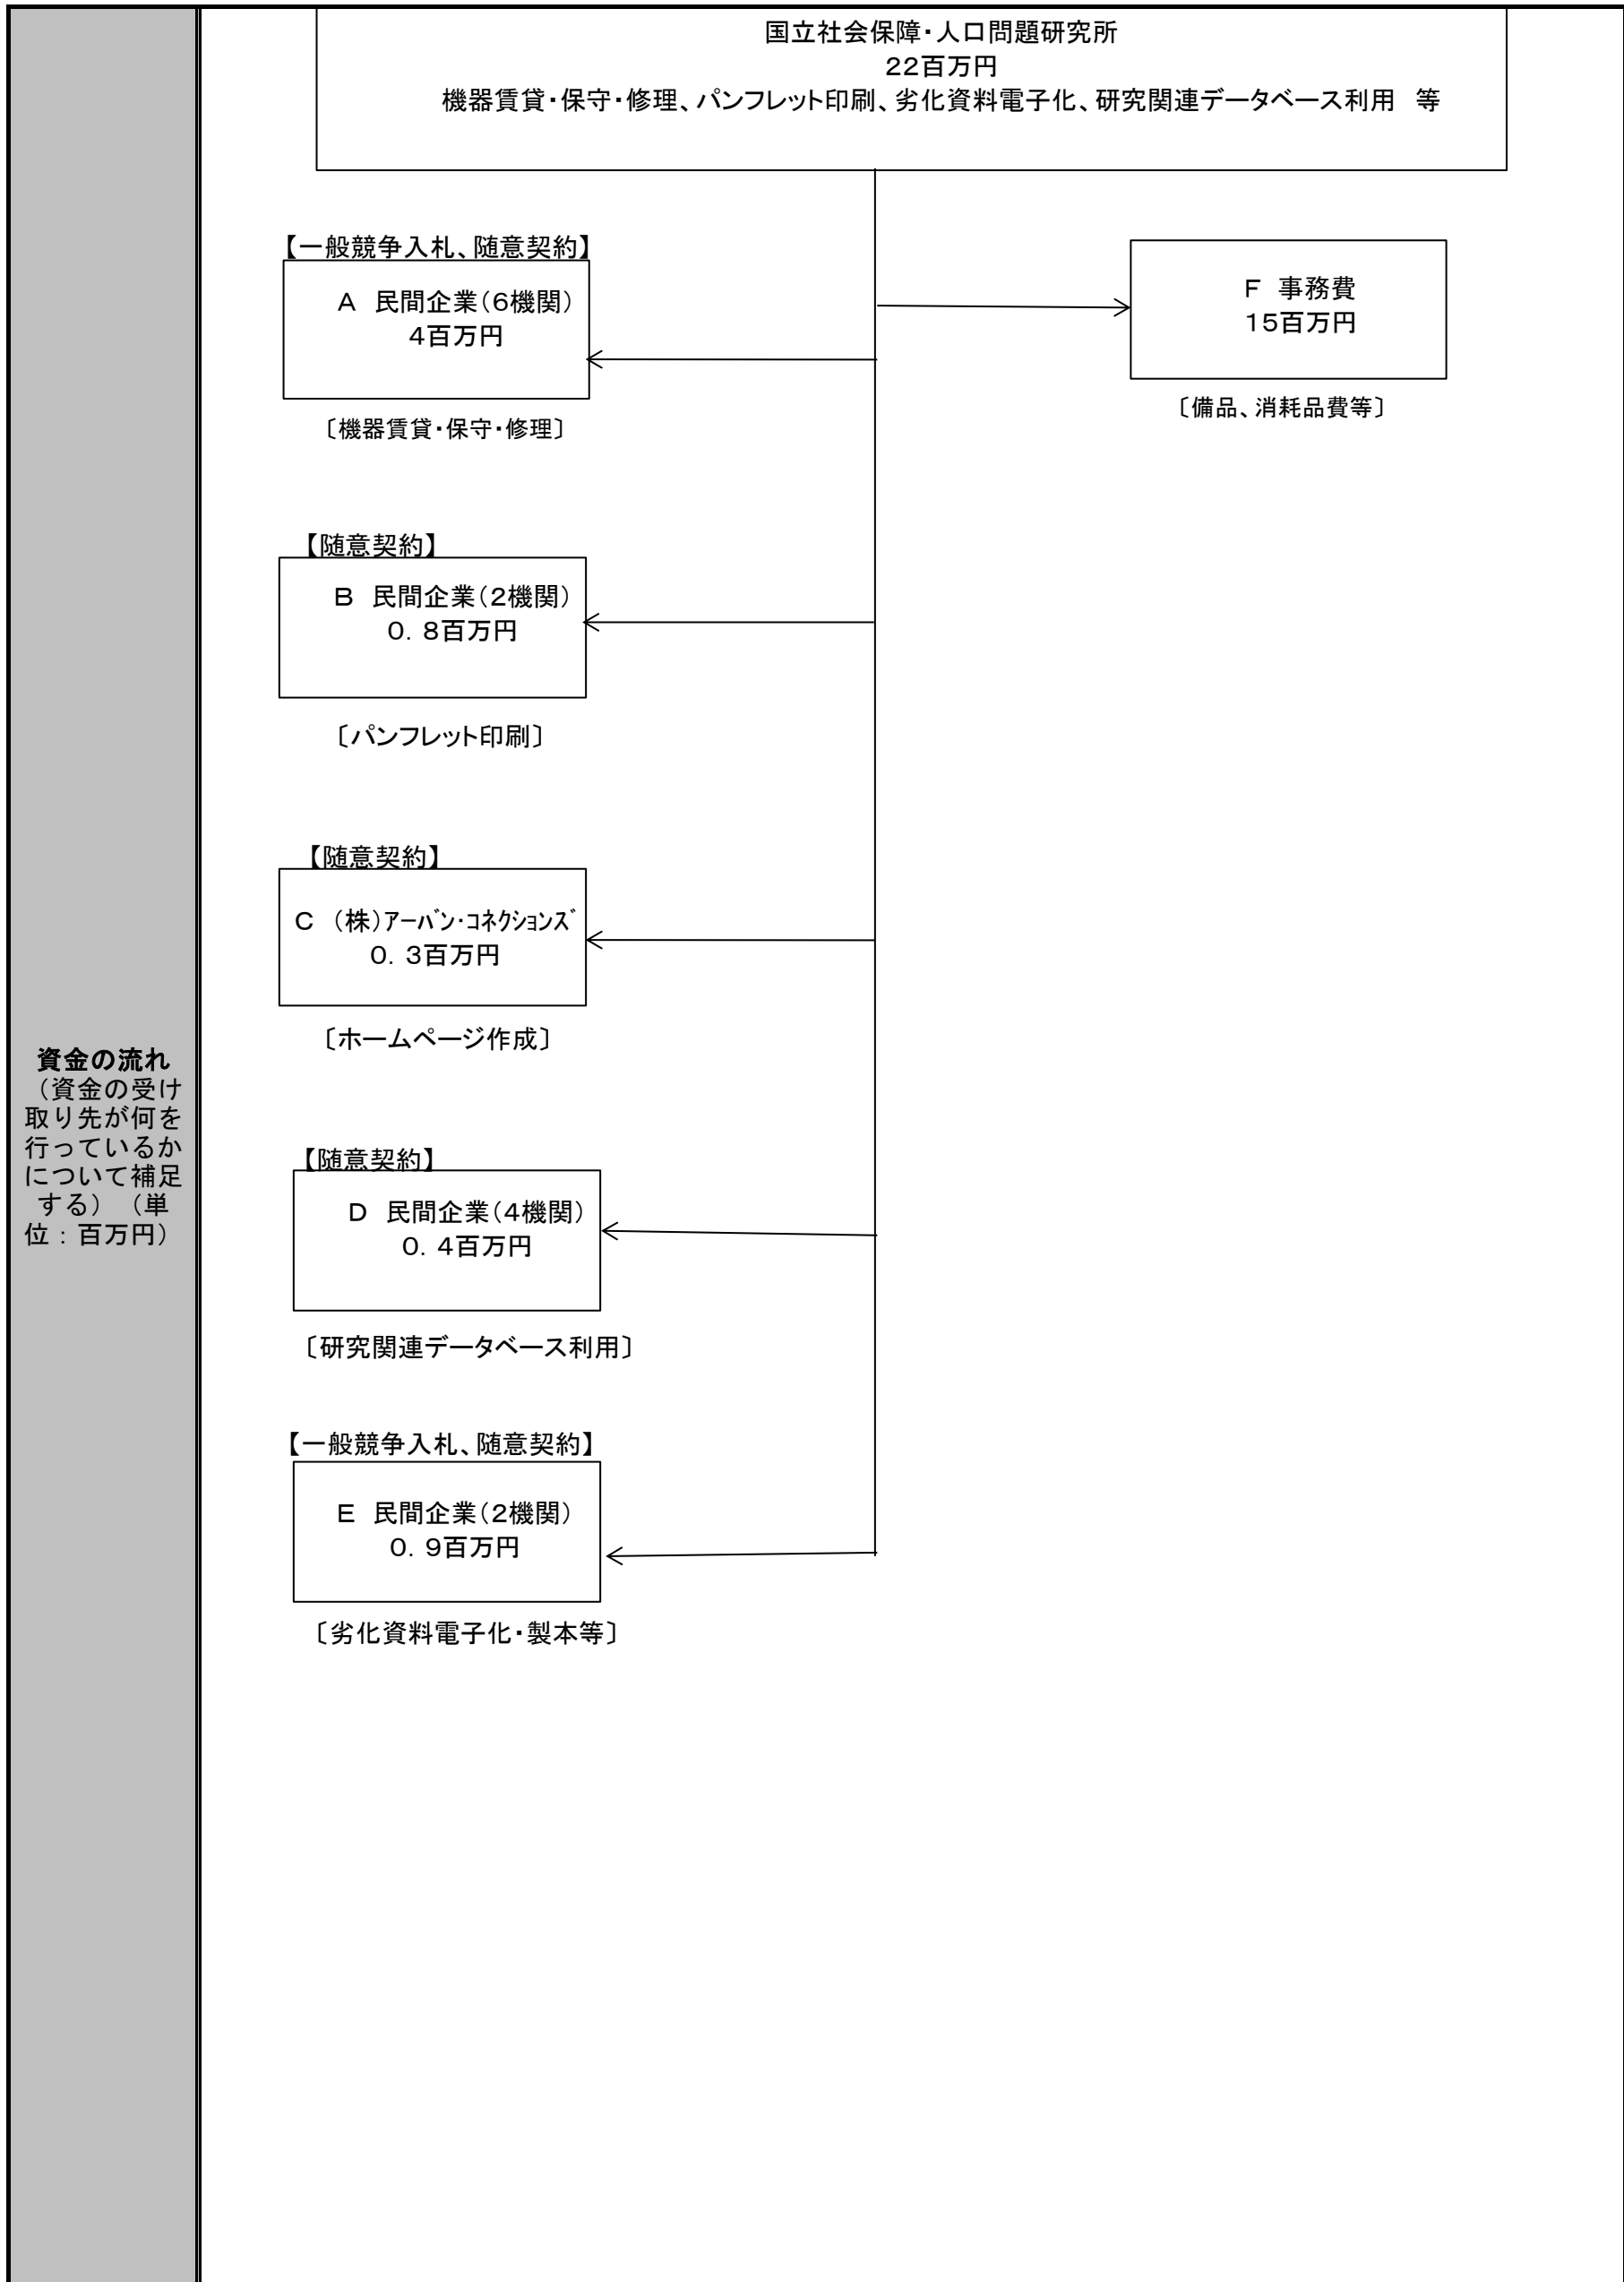 国立社会保障・人口問題研究所
22百万円
機器賃貸・保守・修理、パンフレット印刷、劣化資料電子化、研究関連データベース利用　等
【一般競争入札、随意契約】
A　民間企業(6機関)
4百万円
〔機器賃貸・保守・修理〕
F　事務費
15百万円
〔備品、消耗品費等〕
【随意契約】
B　民間企業(2機関)
0．8百万円
〔パンフレット印刷〕
【随意契約】
C　(株)ｱｰﾊﾞﾝ・ｺﾈｸｼｮﾝｽﾞ
0．3百万円
〔ホームページ作成〕
資金の流れ
（資金の受け
取り先が何を
行っているか
について補足
する）　（単
位：百万円）
【随意契約】
D　民間企業(4機関)
0．4百万円
〔研究関連データベース利用〕
【一般競争入札、随意契約】
E　民間企業(2機関)
0．9百万円
〔劣化資料電子化・製本等〕